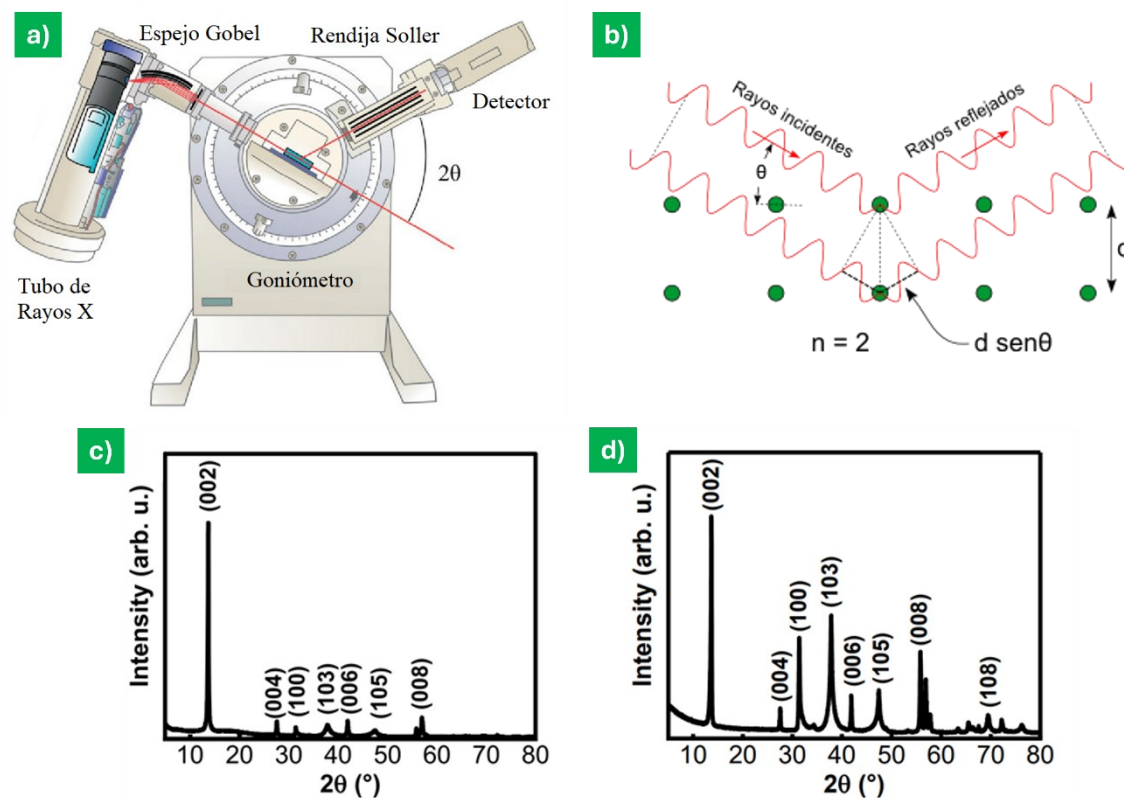 a)
Espejo Gobel
Rendija Soller
Detector
2θ
Goniómetro
Tubo de
Rayos X
b)
Rayos incidentes
Rayos reflejados
θ
n = 2
d senθ
c)
Intensity (arb. u.)
(002)
(004)
(100)
(103)
(006)
(105)
(008)
10 20 30 40 50 60 70 80
2θ (°)
d)
Intensity (arb. u.)
(002)
(004)
(100)
(103)
(006)
(105)
(008)
(108)
10 20 30 40 50 60 70 80
2θ (°)